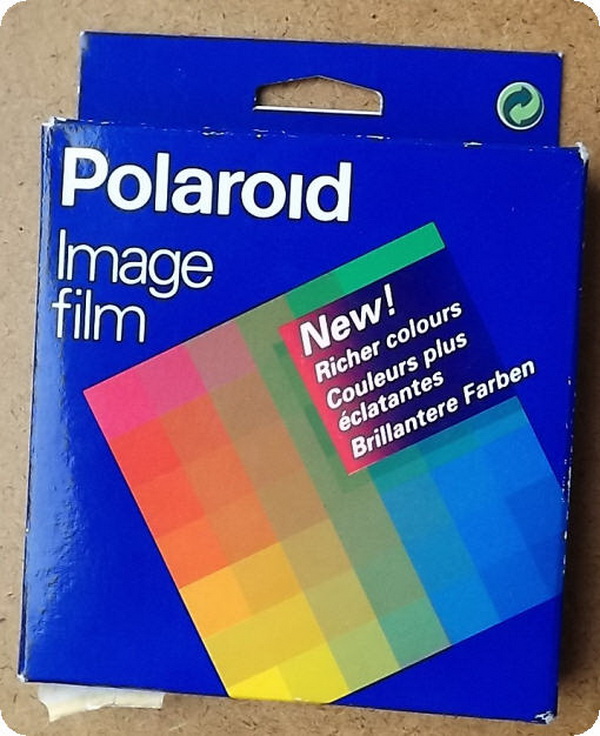 Polaroid
Image
film
New!
Richer colours
Couleurs plus
éclatantes
Brillantere Farben